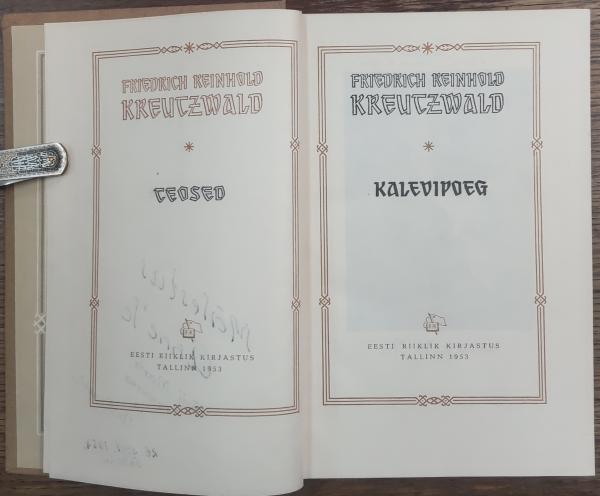 FRIEDRICH REINHOLD
KREUTZWALD
TEOSED
EESTI RIIKLIK KIRJASTUS
TALLINN 1953
FRIEDRICH REINHOLD
KREUTZWALD
KALEVIPOEG
EESTI RIIKLIK KIRJASTUS
TALLINN 1953